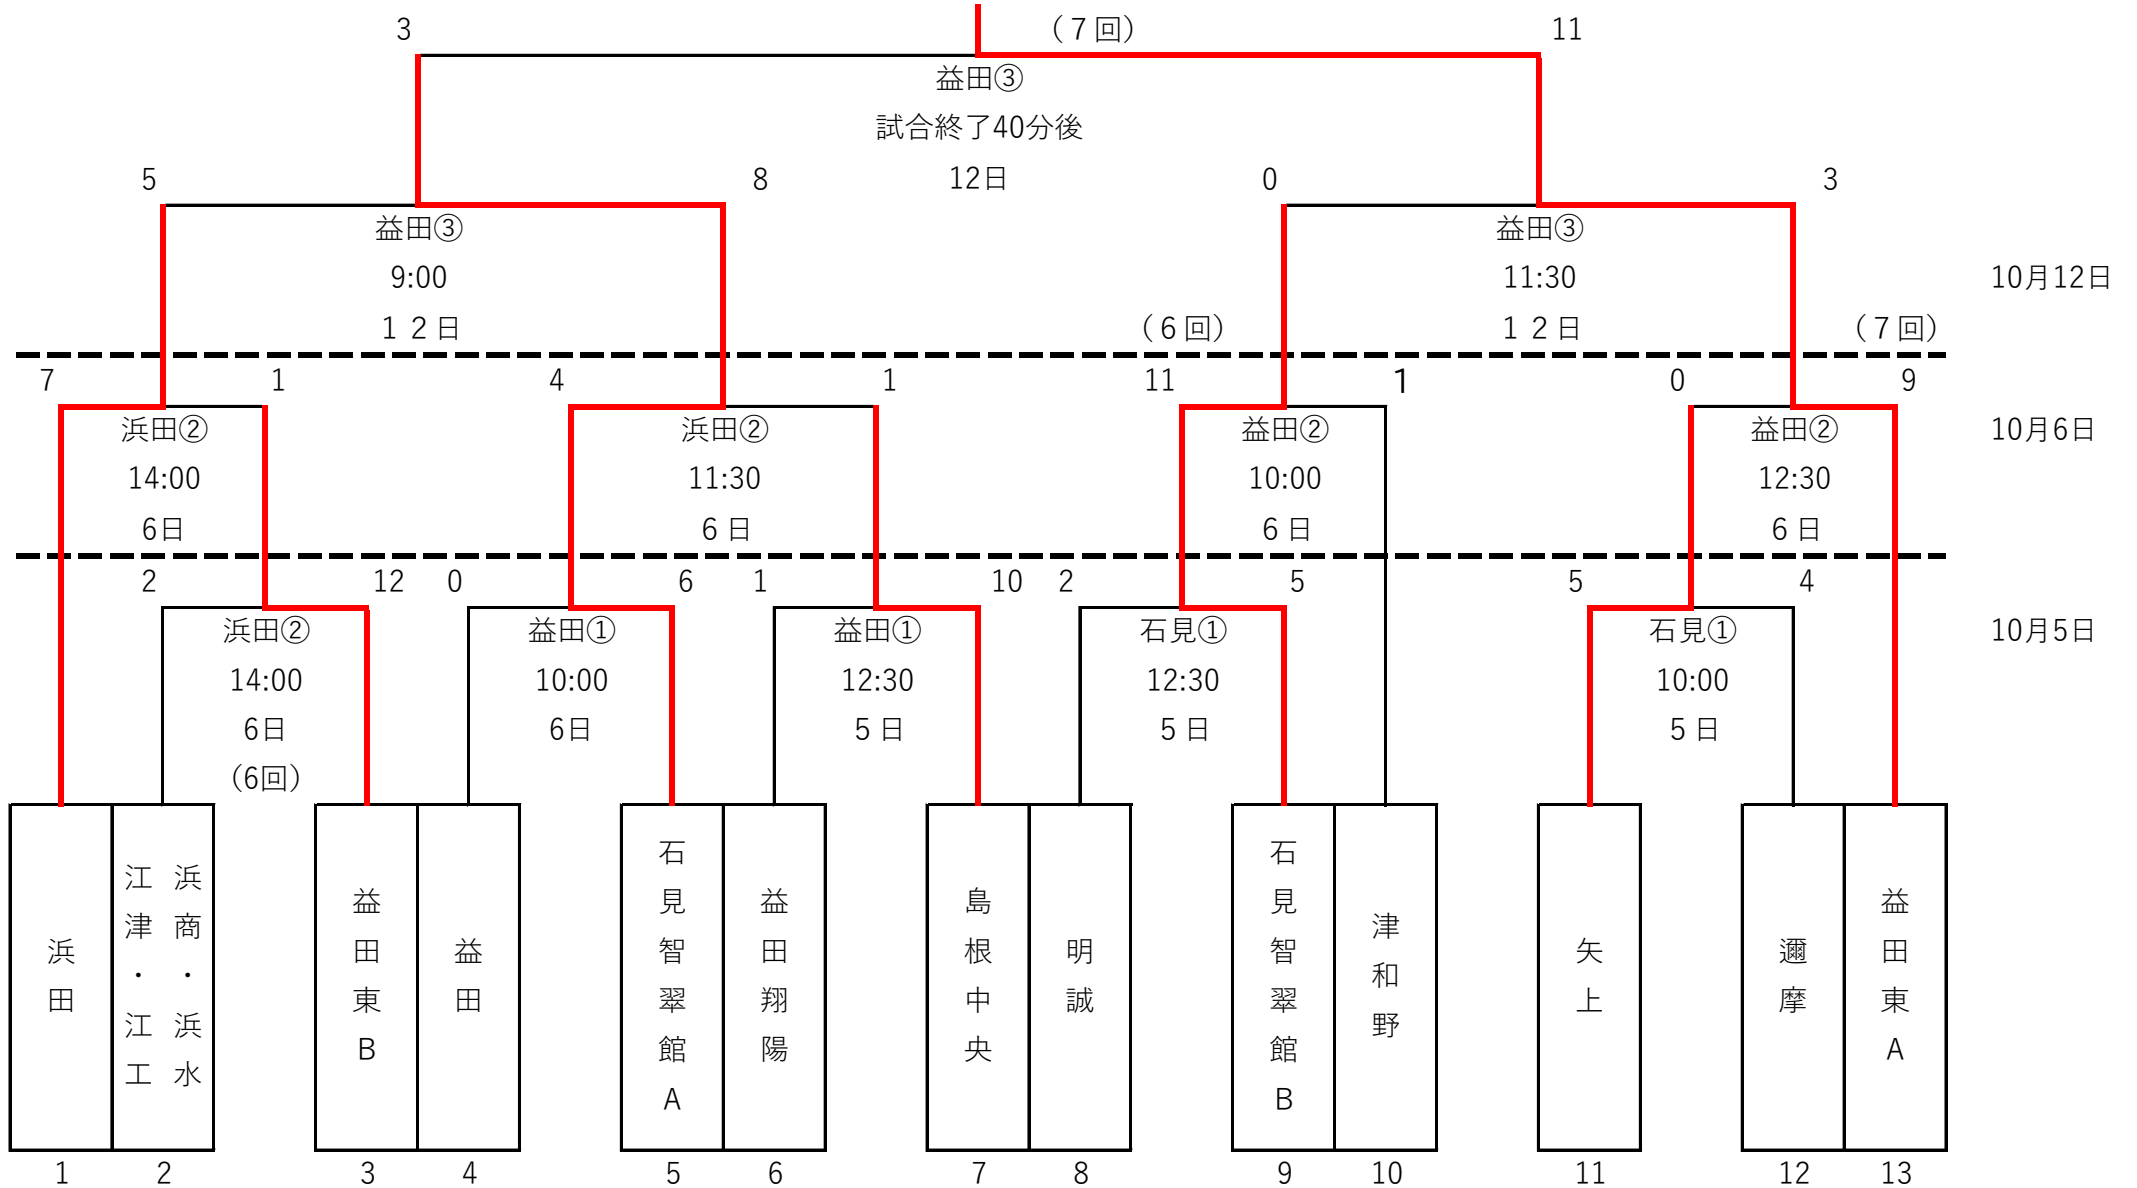 3 （７回） 11
益田③
試合終了40分後
5 8 12日 0 3
益田③ 益田③
9:00 11:30 10月12日
１２日 （６回） １２日 （７回）
7 1 4 1 11 1 0 9
浜田② 浜田② 益田② 益田② 10月6日
14:00 11:30 10:00 12:30
6日 6 日 6 日 6 日
2 12 0 6 1 10 2 5 5 4
浜田② 益田① 益田① 石見① 石見① 10月5日
14:00 10:00 12:30 12:30 10:00
6日 6日 5 日 5 日 5 日
（6回）
浜田
浜商・浜水
江津・江工
益田東B
益田
石見智翠館A
益田翔陽
島根中央
明誠
石見智翠館B
津和野
矢上
邇摩
益田東A
1 2 3 4 5 6 7 8 9 10 11 12 13